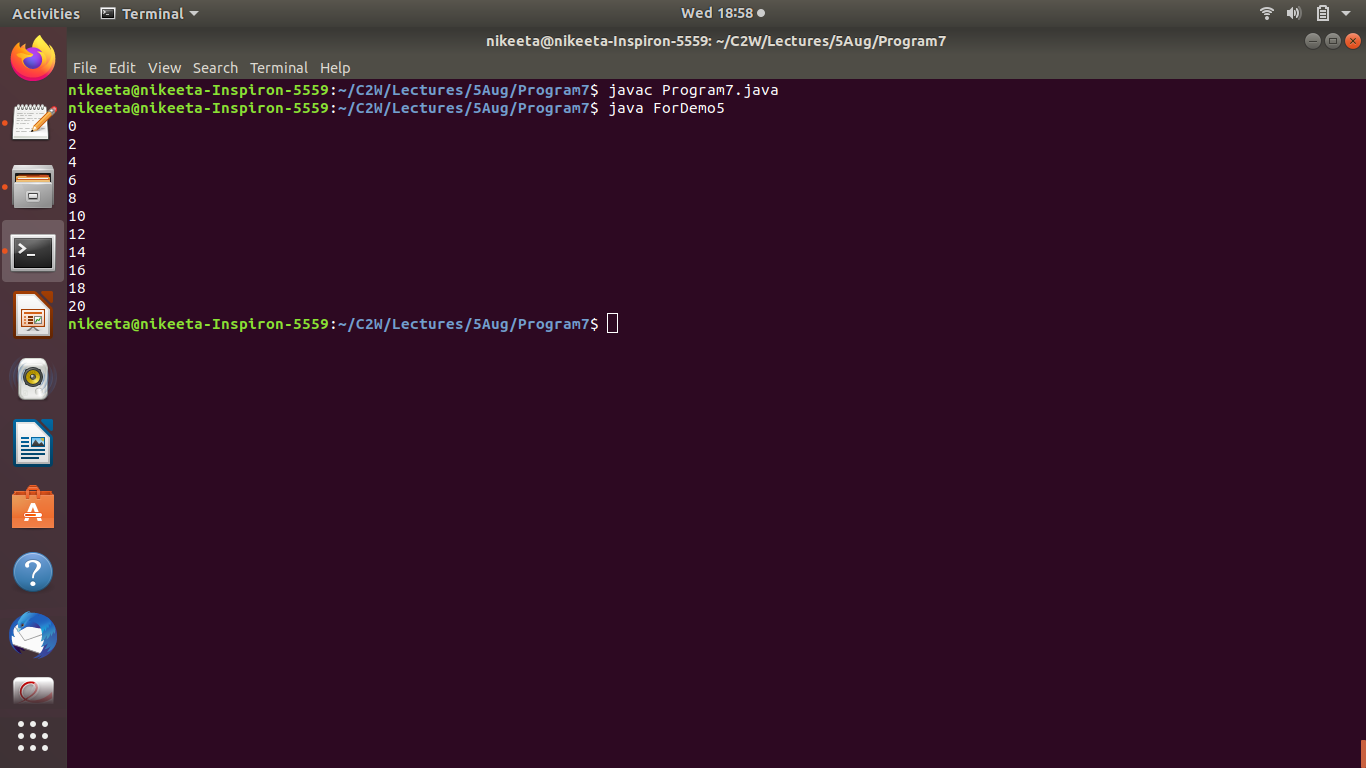 Activities Terminal Wed 18:58
nikeeta@nikeeta-Inspiron-5559: ~/C2W/Lectures/5Aug/Program7
File Edit View Search Terminal Help
nikeeta@nikeeta-Inspiron-5559:~/C2W/Lectures/5Aug/Program7$ javac Program7.java
nikeeta@nikeeta-Inspiron-5559:~/C2W/Lectures/5Aug/Program7$ java ForDemo5
0
2
4
6
8
10
12
14
16
18
20
nikeeta@nikeeta-Inspiron-5559:~/C2W/Lectures/5Aug/Program7$